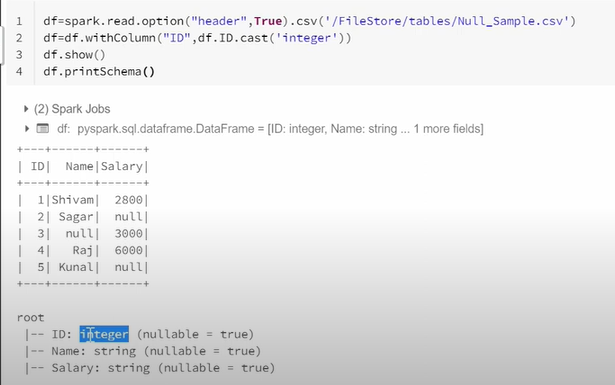 1 df=spark.read.option("header",True).csv('/FileStore/tables/Null_Sample.csv')
2 df=df.withColumn("ID",df.ID.cast('integer'))
3 df.show()
4 df.printSchema()
(2) Spark Jobs
df: pyspark.sql.dataframe.DataFrame = [ID: integer, Name: string ... 1 more fields]
+---+------+------+
| ID|  Name|Salary|
+---+------+------+
|  1|Shivam|  2800|
|  2| Sagar|  null|
|  3|  null|  3000|
|  4|   Raj|  6000|
|  5| Kunal|  null|
+---+------+------+
root
 |-- ID: integer (nullable = true)
 |-- Name: string (nullable = true)
 |-- Salary: string (nullable = true)